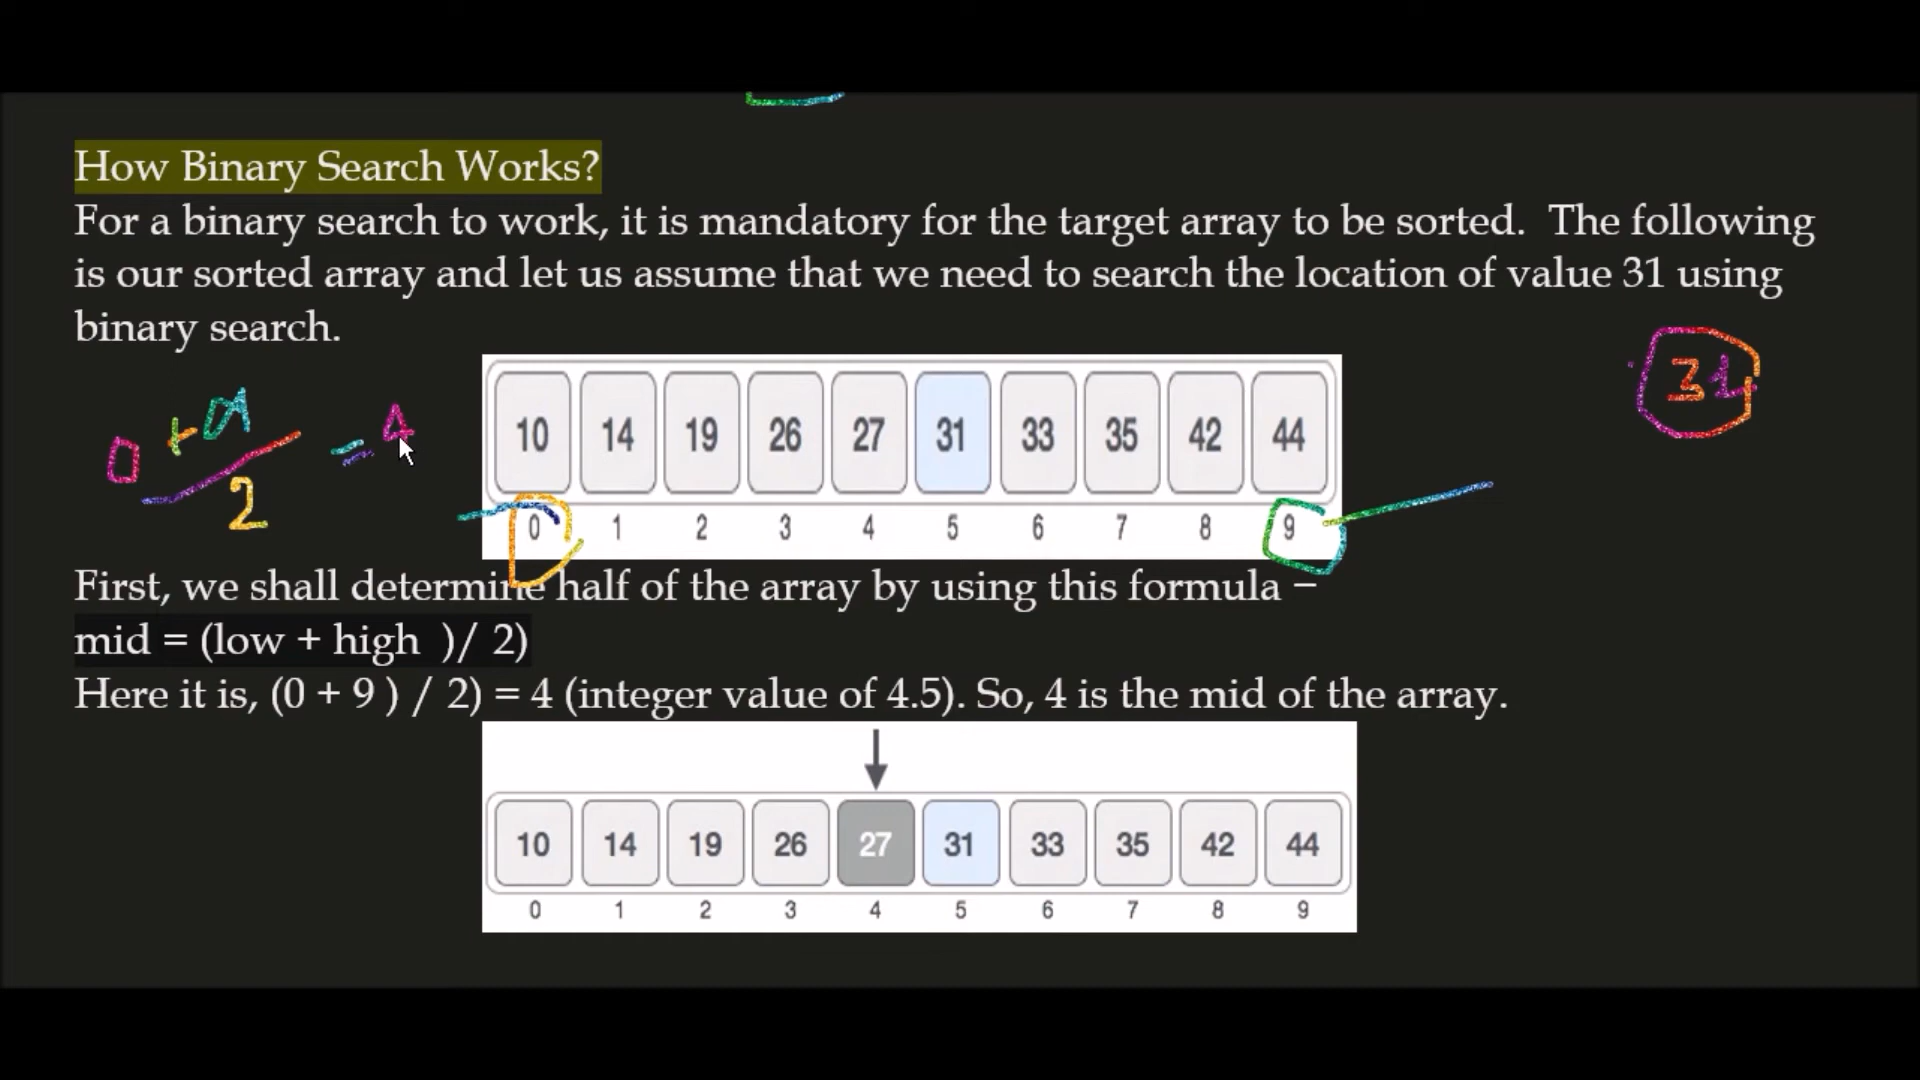 How Binary Search Works?
For a binary search to work, it is mandatory for the target array to be sorted. The following
is our sorted array and let us assume that we need to search the location of value 31 using
binary search.
31
0 + 9 = 4
2
10 14 19 26 27 31 33 35 42 44
0 1 2 3 4 5 6 7 8 9
First, we shall determine half of the array by using this formula −
mid = (low + high )/ 2)
Here it is, (0 + 9 ) / 2) = 4 (integer value of 4.5). So, 4 is the mid of the array.
10 14 19 26 27 31 33 35 42 44
0 1 2 3 4 5 6 7 8 9